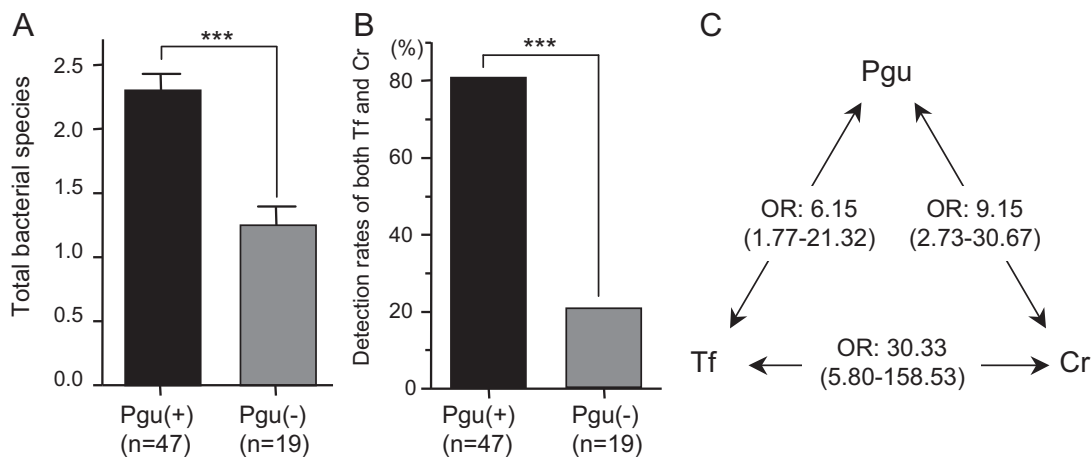 A
***
Total bacterial species
2.5
2.0
1.5
1.0
0.5
0.0
Pgu(+)
(n=47)
Pgu(-)
(n=19)
B
(%)
***
Detection rates of both Tf and Cr
80
60
40
20
0
Pgu(+)
(n=47)
Pgu(-)
(n=19)
C
Pgu
OR: 6.15
(1.77-21.32)
OR: 9.15
(2.73-30.67)
Tf
OR: 30.33
(5.80-158.53)
Cr